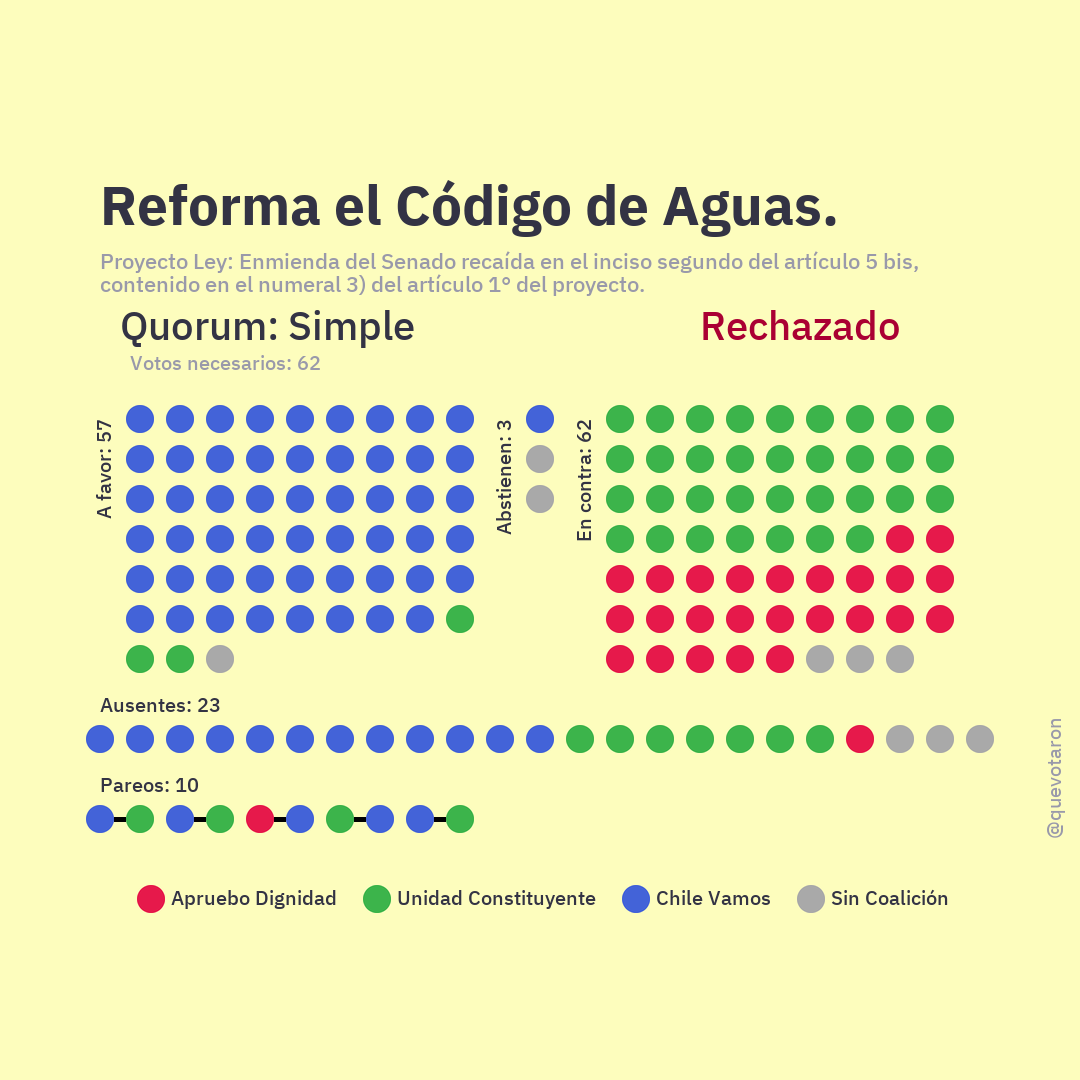 Reforma el Código de Aguas.
Proyecto Ley: Enmienda del Senado recaída en el inciso segundo del artículo 5 bis,
contenido en el numeral 3) del artículo 1° del proyecto.
Quorum: Simple
Rechazado
Votos necesarios: 62
A favor: 57
Abstienen: 3
En contra: 62
Ausentes: 23
Pareos: 10
@quevotaron
Apruebo Dignidad
Unidad Constituyente
Chile Vamos
Sin Coalición